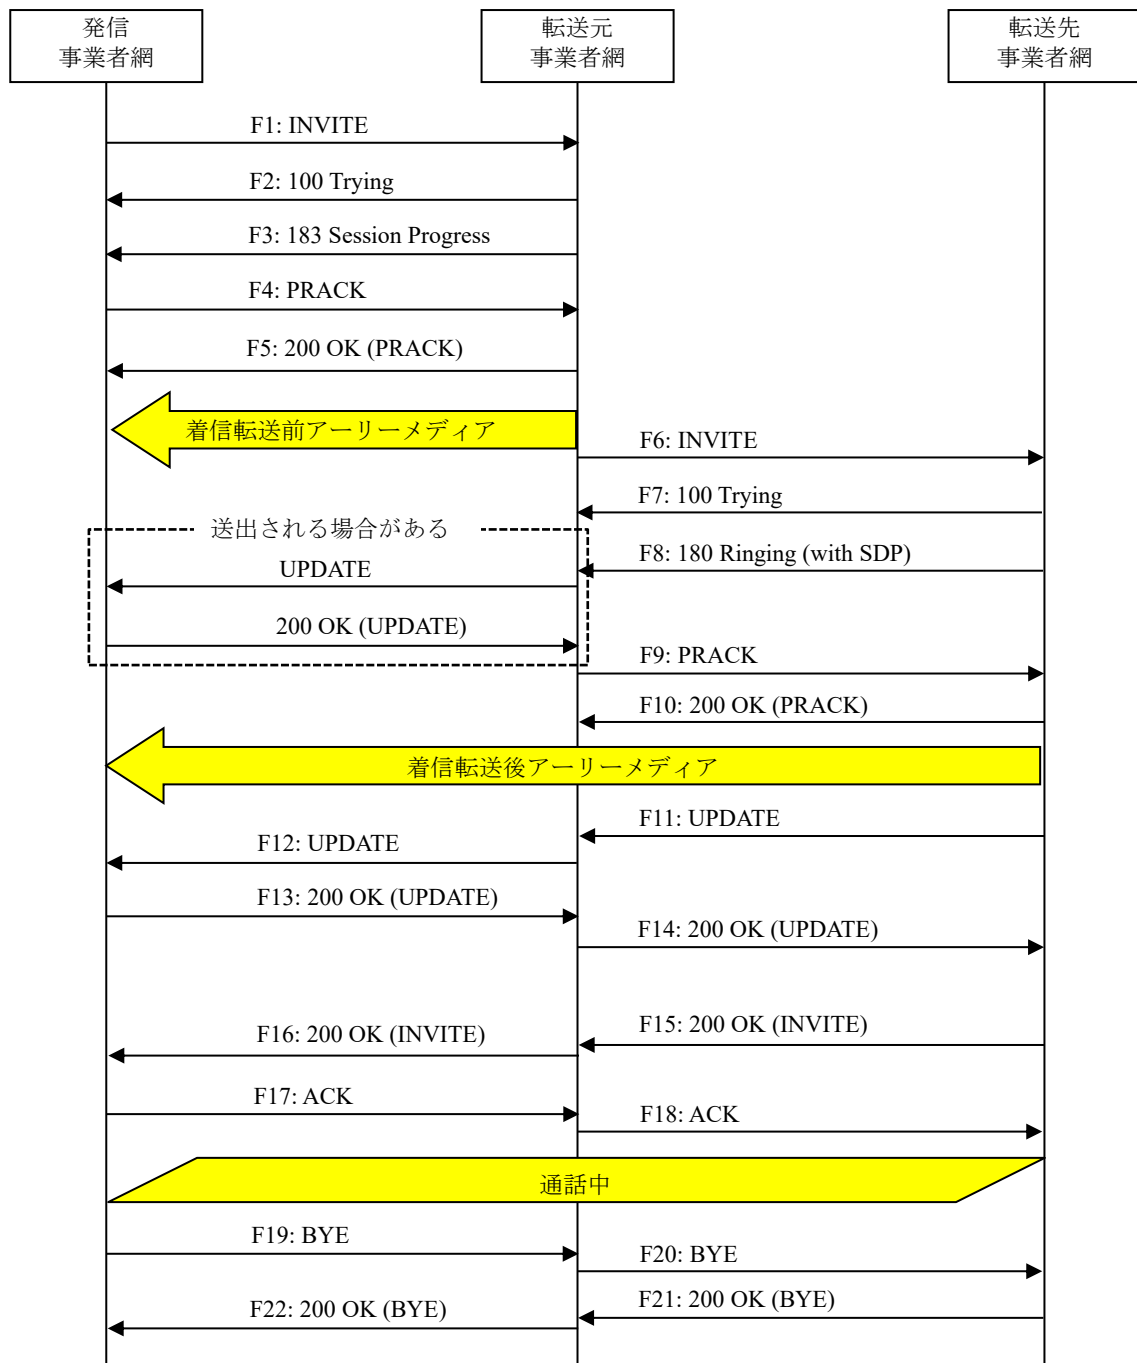 発信
事業者網
転送元
事業者網
転送先
事業者網
F1: INVITE
F2: 100 Trying
F3: 183 Session Progress
F4: PRACK
F5: 200 OK (PRACK)
着信転送前アーリーメディア
F6: INVITE
F7: 100 Trying
送出される場合がある
F8: 180 Ringing (with SDP)
UPDATE
200 OK (UPDATE)
F9: PRACK
F10: 200 OK (PRACK)
着信転送後アーリーメディア
F11: UPDATE
F12: UPDATE
F13: 200 OK (UPDATE)
F14: 200 OK (UPDATE)
F15: 200 OK (INVITE)
F16: 200 OK (INVITE)
F17: ACK
F18: ACK
通話中
F19: BYE
F20: BYE
F21: 200 OK (BYE)
F22: 200 OK (BYE)